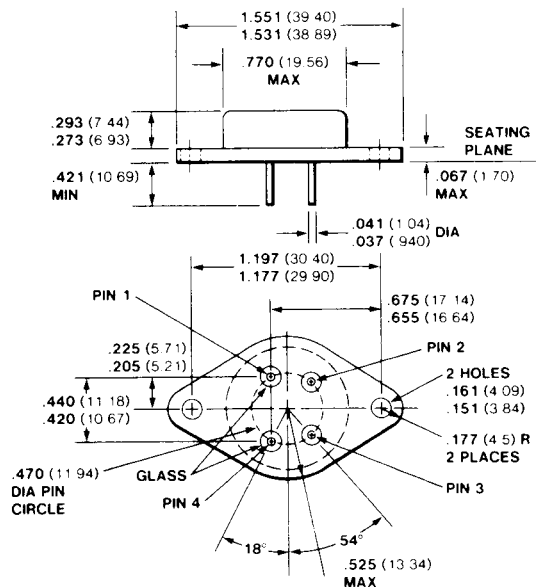 1.551 (39 40)
1.531 (38 89)
.770 (19.56)
MAX
.293 (7 44)
.273 (6 93)
SEATING
PLANE
.421 (10 69)
MIN
.067 (1 70)
MAX
.041 (1 04)
.037 ( 940)
DIA
1.197 (30 40)
1.177 (29 90)
PIN 1
.675 (17 14)
.655 (16 64)
.225 (5.71)
.205 (5.21)
PIN 2
2 HOLES
.161 (4 09)
.151 (3 84)
.440 (11 18)
.420 (10 67)
.177 (4 5) R
2 PLACES
.470 (11 94)
DIA PIN
CIRCLE
GLASS
PIN 4
PIN 3
18°
54°
.525 (13 34)
MAX